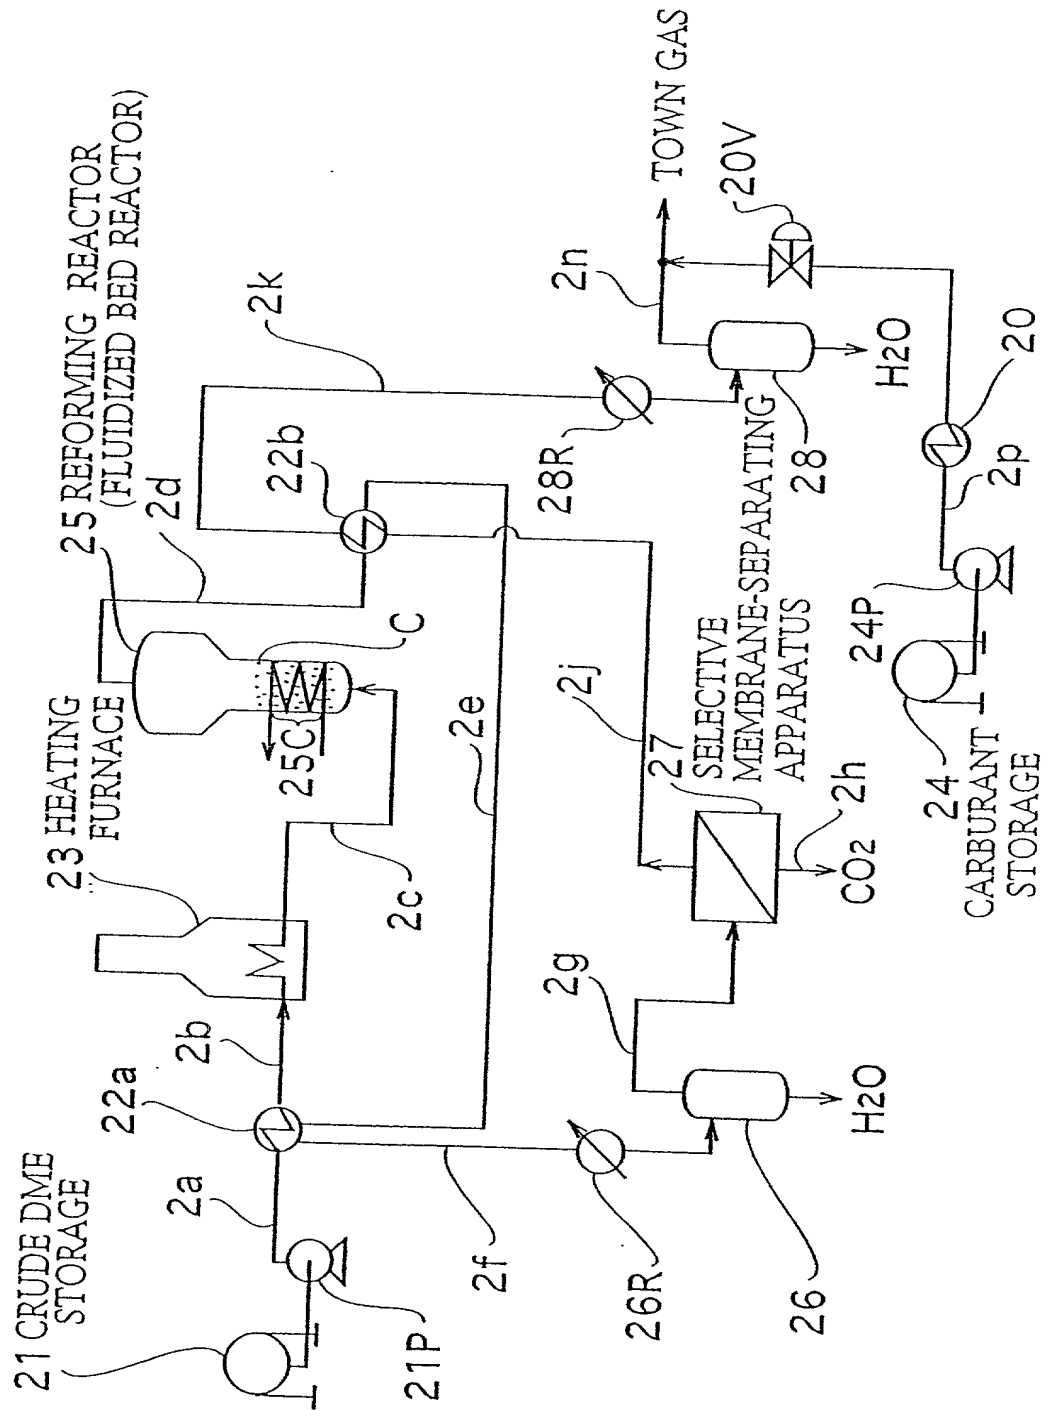 21 CRUDE DME
STORAGE
22a
23 HEATING
FURNACE
25 REFORMING REACTOR
(FLUIDIZED BED REACTOR)
2a
2b
2d
22b
2k
21P
2f
2c
25C
C
2e
26R
2g
2j
28R
2n
TOWN GAS
26
H2O
27
SELECTIVE
MEMBRANE-SEPARATING
APPARATUS
CO2
2h
28
H2O
20V
24
CARBURANT
STORAGE
24P
2p
20